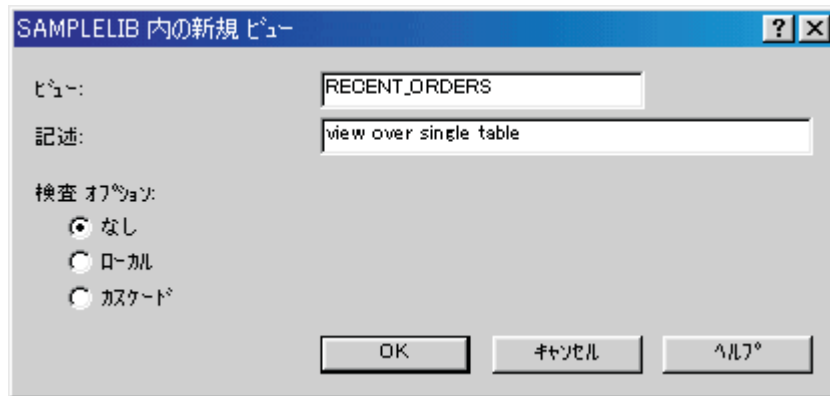 SAMPLELIB 内の新規 ﾋﾞｭｰ
ﾋﾞｭｰ: RECENT_ORDERS
記述: view over single table
検査 ｵﾌﾟｼｮﾝ:
なし
ﾛｰｶﾙ
ｶｽｹｰﾄﾞ
OK ｷｬﾝｾﾙ ﾍﾙﾌﾟ